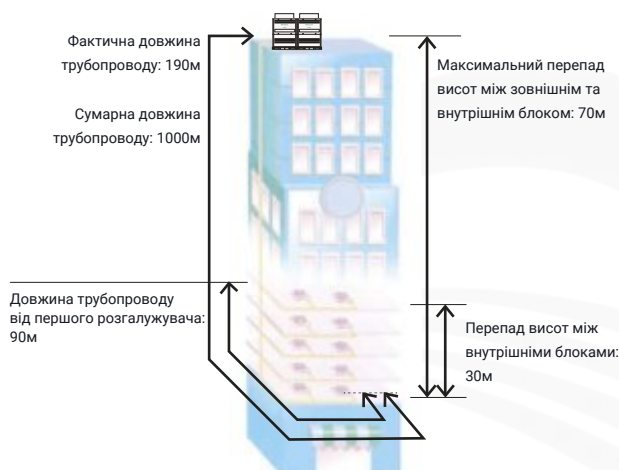 Фактична довжина
трубопроводу: 190м
Сумарна довжина
трубопроводу: 1000м
Максимальний перепад
висот між зовнішнім та
внутрішнім блоком: 70м
Довжина трубопроводу
від першого розгалужувача:
90м
Перепад висот між
внутрішніми блоками:
30м